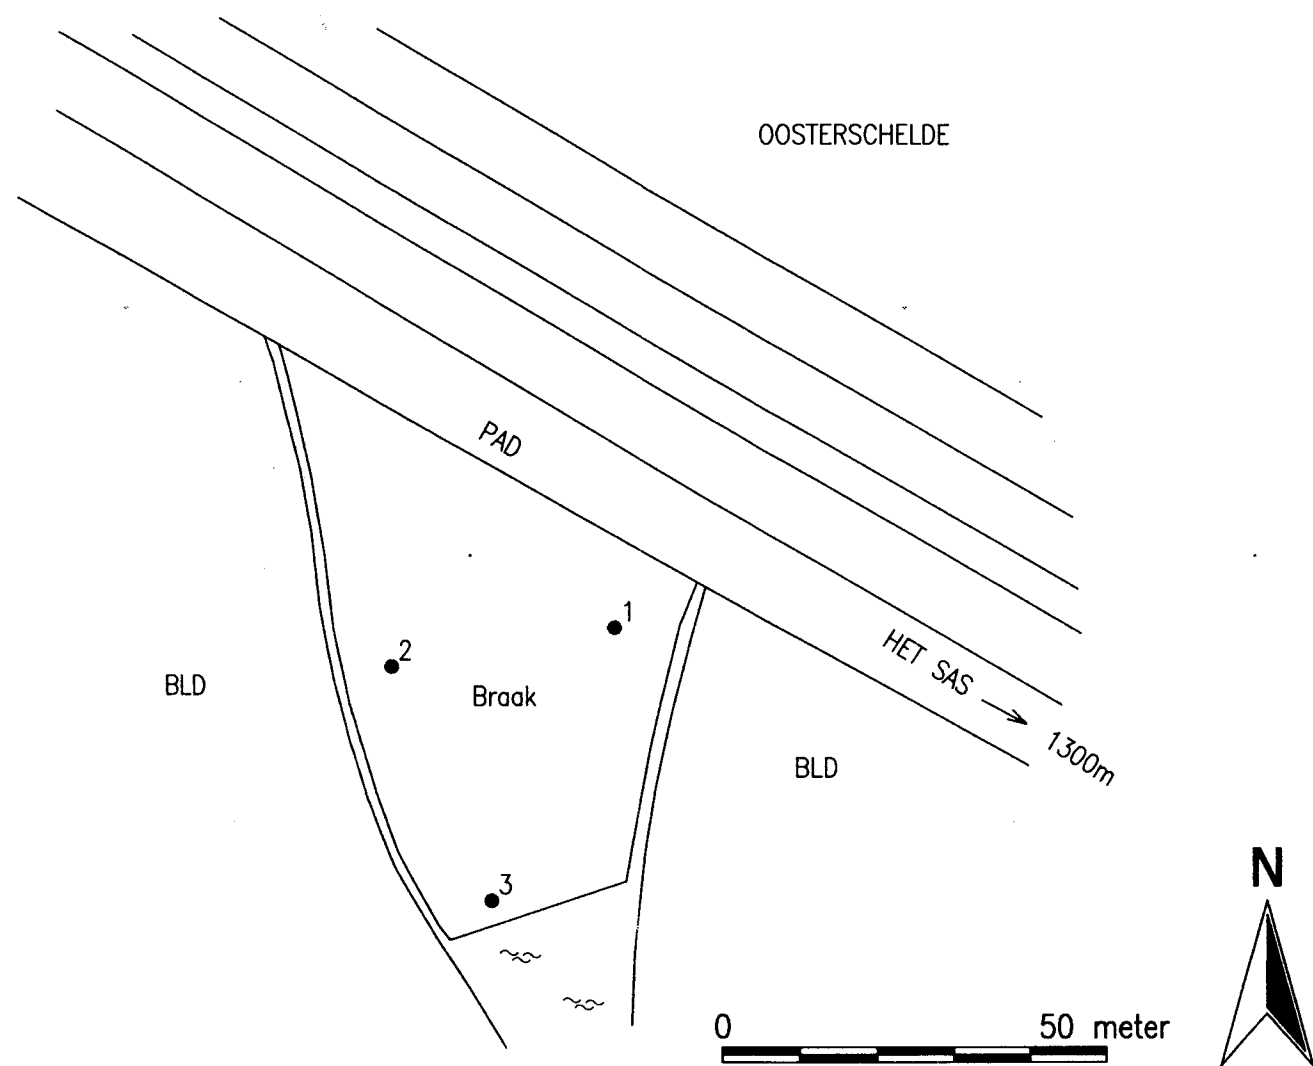 OOSTERSCHELDE
PAD
1
2
BLD
Braak
HET SAS
1300m
BLD
3
N
0 50 meter